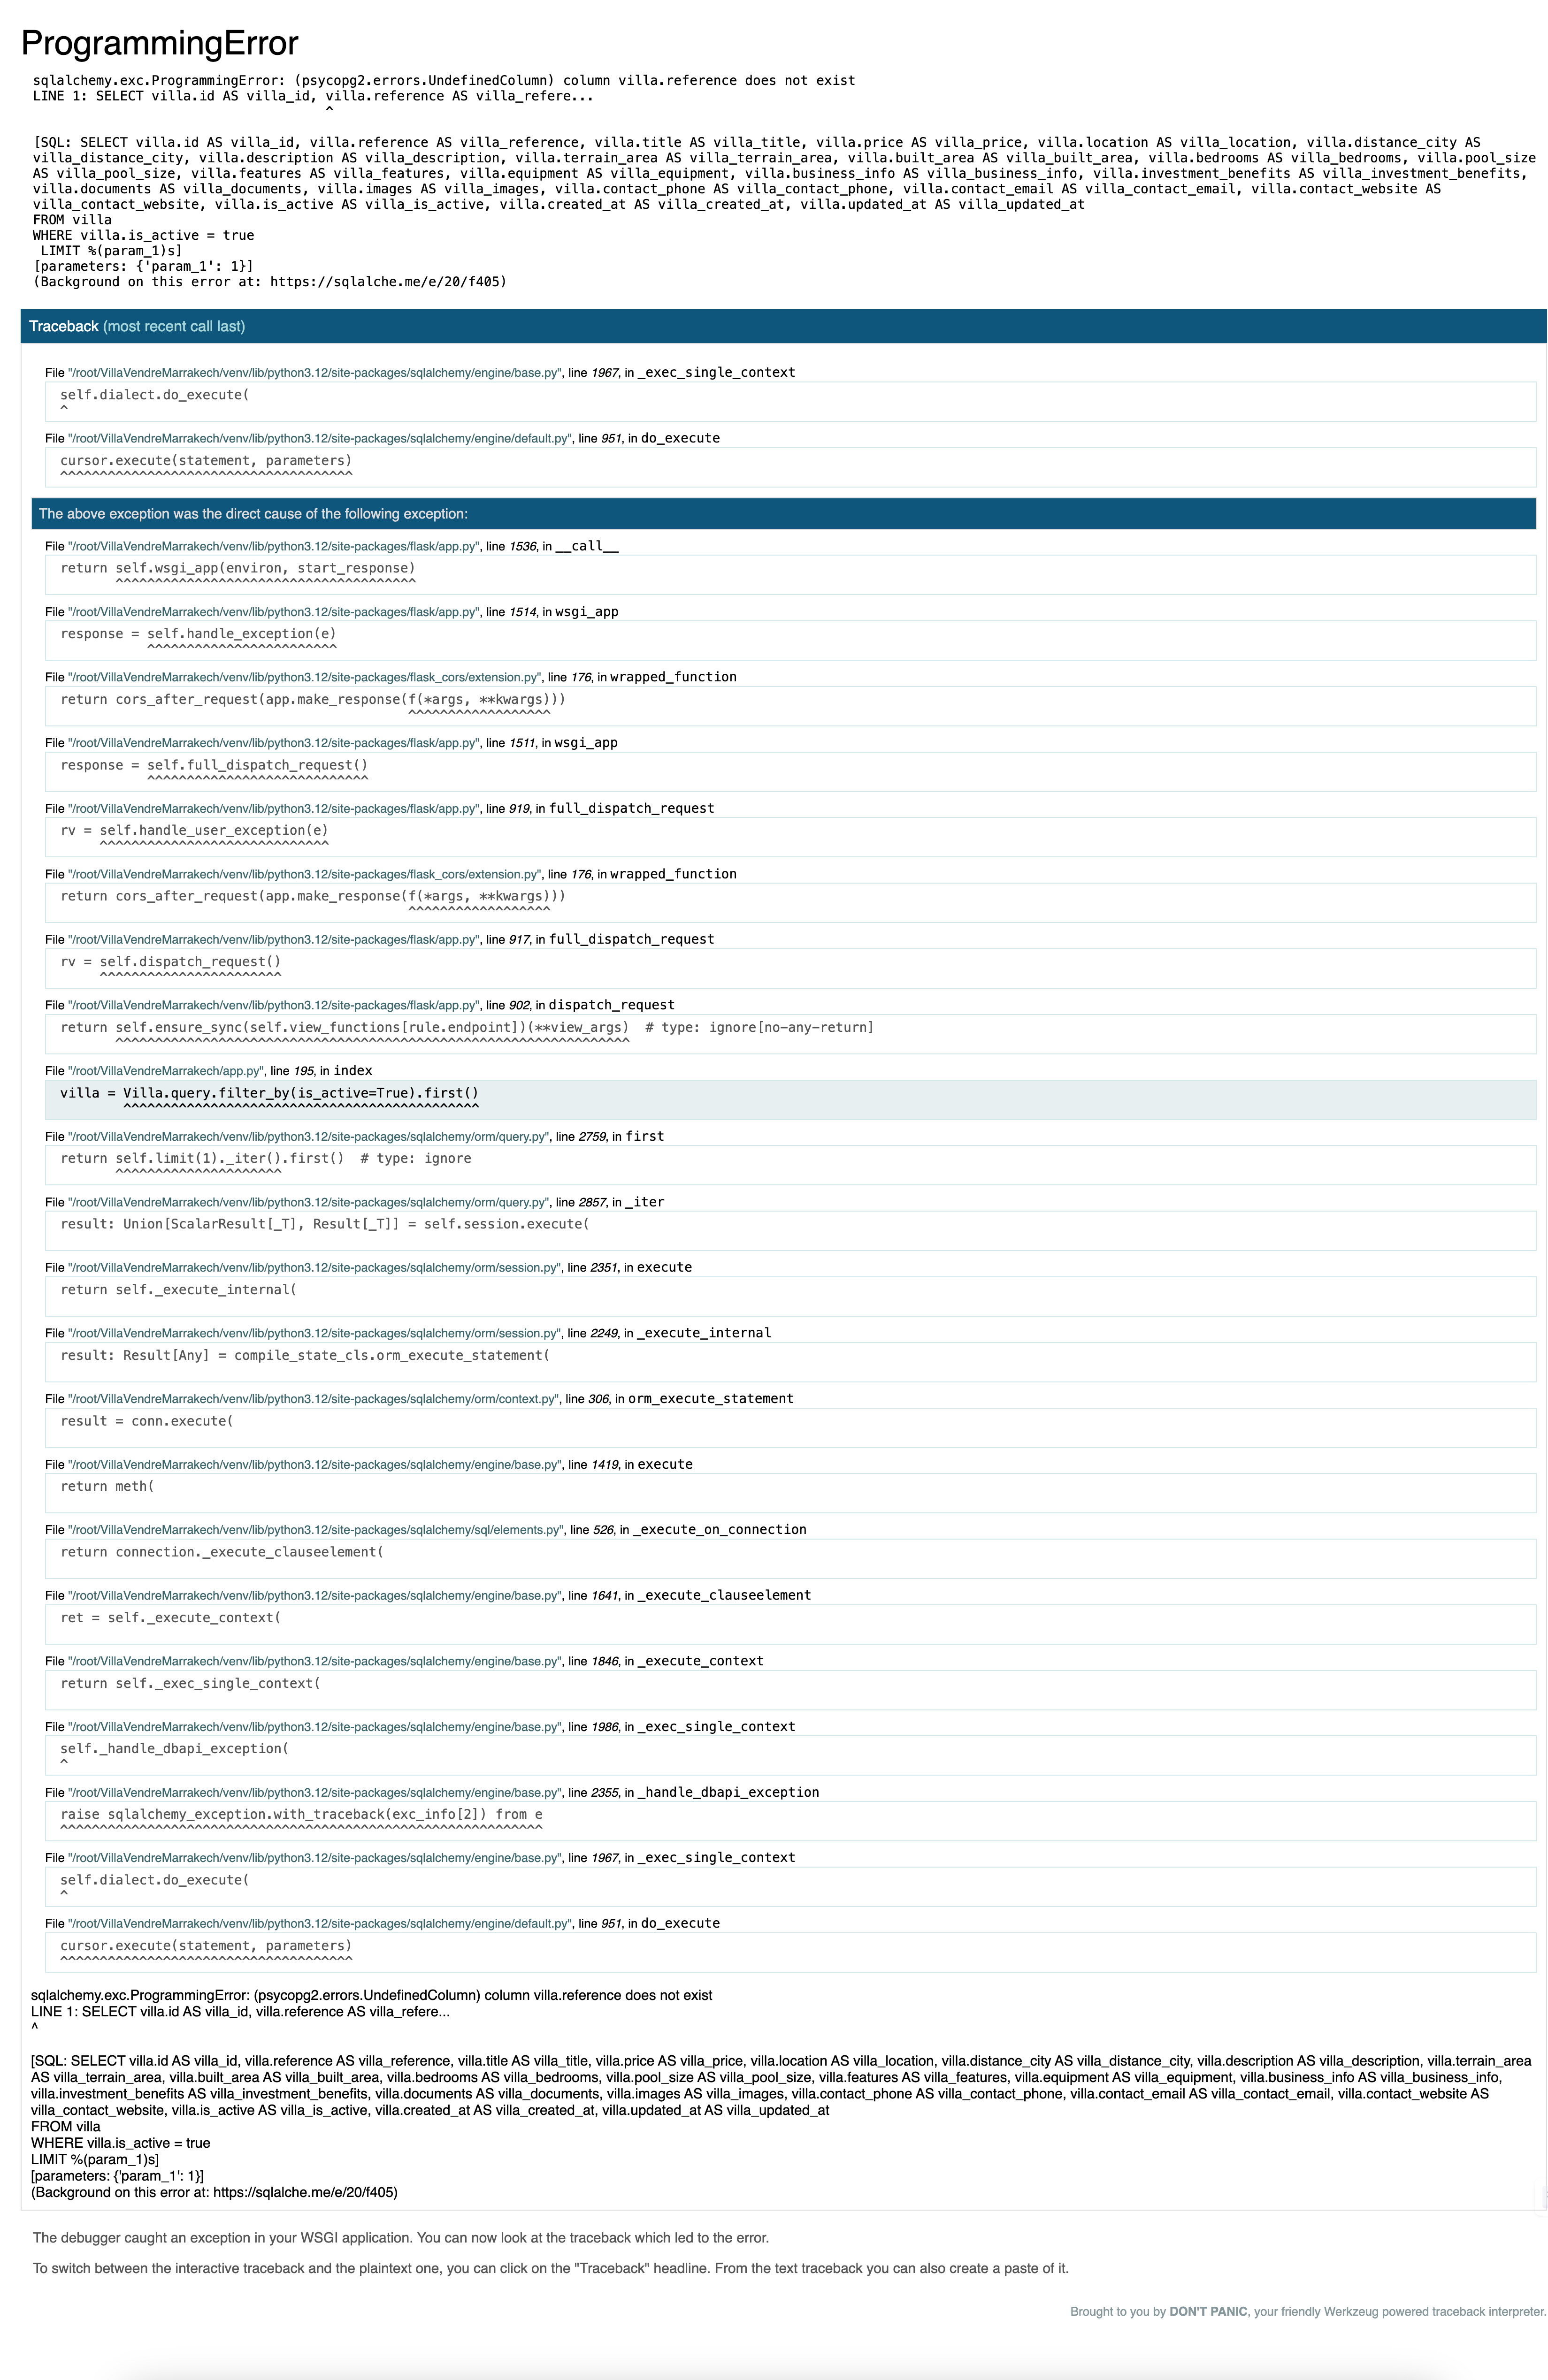 ProgrammingError
sqlalchemy.exc.ProgrammingError: (psycopg2.errors.UndefinedColumn) column villa.reference does not exist
LINE 1: SELECT villa.id AS villa_id, villa.reference AS villa_refere...
^
[SQL: SELECT villa.id AS villa_id, villa.reference AS villa_reference, villa.title AS villa_title, villa.price AS villa_price, villa.location AS villa_location, villa.distance_city AS
villa_distance_city, villa.description AS villa_description, villa.terrain_area AS villa_terrain_area, villa.built_area AS villa_built_area, villa.bedrooms AS villa_bedrooms, villa.pool_size
AS villa_pool_size, villa.features AS villa_features, villa.equipment AS villa_equipment, villa.business_info AS villa_business_info, villa.investment_benefits AS villa_investment_benefits,
villa.documents AS villa_documents, villa.images AS villa_images, villa.contact_phone AS villa_contact_phone, villa.contact_email AS villa_contact_email, villa.contact_website AS
villa_contact_website, villa.is_active AS villa_is_active, villa.created_at AS villa_created_at, villa.updated_at AS villa_updated_at
FROM villa
WHERE villa.is_active = true
LIMIT %(param_1)s]
[parameters: {'param_1': 1}]
(Background on this error at: https://sqlalche.me/e/20/f405)
Traceback (most recent call last)
File "/root/VillaVendreMarrakech/venv/lib/python3.12/site-packages/sqlalchemy/engine/base.py", line 1967, in _exec_single_context
self.dialect.do_execute(
^
File "/root/VillaVendreMarrakech/venv/lib/python3.12/site-packages/sqlalchemy/engine/default.py", line 951, in do_execute
cursor.execute(statement, parameters)
^^^^^^^^^^^^^^^^^^^^^^^^^^^^^^^^^^^^^
The above exception was the direct cause of the following exception:
File "/root/VillaVendreMarrakech/venv/lib/python3.12/site-packages/flask/app.py", line 1536, in __call__
return self.wsgi_app(environ, start_response)
^^^^^^^^^^^^^^^^^^^^^^^^^^^^^^^^^^^^^^
File "/root/VillaVendreMarrakech/venv/lib/python3.12/site-packages/flask/app.py", line 1514, in wsgi_app
response = self.handle_exception(e)
^^^^^^^^^^^^^^^^^^^^^^^^
File "/root/VillaVendreMarrakech/venv/lib/python3.12/site-packages/flask_cors/extension.py", line 176, in wrapped_function
return cors_after_request(app.make_response(f(*args, **kwargs)))
^^^^^^^^^^^^^^^^^^
File "/root/VillaVendreMarrakech/venv/lib/python3.12/site-packages/flask/app.py", line 1511, in wsgi_app
response = self.full_dispatch_request()
^^^^^^^^^^^^^^^^^^^^^^^^^^^^
File "/root/VillaVendreMarrakech/venv/lib/python3.12/site-packages/flask/app.py", line 919, in full_dispatch_request
rv = self.handle_user_exception(e)
^^^^^^^^^^^^^^^^^^^^^^^^^^^^^
File "/root/VillaVendreMarrakech/venv/lib/python3.12/site-packages/flask_cors/extension.py", line 176, in wrapped_function
return cors_after_request(app.make_response(f(*args, **kwargs)))
^^^^^^^^^^^^^^^^^^
File "/root/VillaVendreMarrakech/venv/lib/python3.12/site-packages/flask/app.py", line 917, in full_dispatch_request
rv = self.dispatch_request()
^^^^^^^^^^^^^^^^^^^^^^^
File "/root/VillaVendreMarrakech/venv/lib/python3.12/site-packages/flask/app.py", line 902, in dispatch_request
return self.ensure_sync(self.view_functions[rule.endpoint])(**view_args)  # type: ignore[no-any-return]
^^^^^^^^^^^^^^^^^^^^^^^^^^^^^^^^^^^^^^^^^^^^^^^^^^^^^^^^^^^^^^^^^
File "/root/VillaVendreMarrakech/app.py", line 195, in index
villa = Villa.query.filter_by(is_active=True).first()
^^^^^^^^^^^^^^^^^^^^^^^^^^^^^^^^^^^^^^^^^^^^^
File "/root/VillaVendreMarrakech/venv/lib/python3.12/site-packages/sqlalchemy/orm/query.py", line 2759, in first
return self.limit(1)._iter().first()  # type: ignore
^^^^^^^^^^^^^^^^^^^^^
File "/root/VillaVendreMarrakech/venv/lib/python3.12/site-packages/sqlalchemy/orm/query.py", line 2857, in _iter
result: Union[ScalarResult[_T], Result[_T]] = self.session.execute(
File "/root/VillaVendreMarrakech/venv/lib/python3.12/site-packages/sqlalchemy/orm/session.py", line 2351, in execute
return self._execute_internal(
File "/root/VillaVendreMarrakech/venv/lib/python3.12/site-packages/sqlalchemy/orm/session.py", line 2249, in _execute_internal
result: Result[Any] = compile_state_cls.orm_execute_statement(
File "/root/VillaVendreMarrakech/venv/lib/python3.12/site-packages/sqlalchemy/orm/context.py", line 306, in orm_execute_statement
result = conn.execute(
File "/root/VillaVendreMarrakech/venv/lib/python3.12/site-packages/sqlalchemy/engine/base.py", line 1419, in execute
return meth(
File "/root/VillaVendreMarrakech/venv/lib/python3.12/site-packages/sqlalchemy/sql/elements.py", line 526, in _execute_on_connection
return connection._execute_clauseelement(
File "/root/VillaVendreMarrakech/venv/lib/python3.12/site-packages/sqlalchemy/engine/base.py", line 1641, in _execute_clauseelement
ret = self._execute_context(
File "/root/VillaVendreMarrakech/venv/lib/python3.12/site-packages/sqlalchemy/engine/base.py", line 1846, in _execute_context
return self._exec_single_context(
File "/root/VillaVendreMarrakech/venv/lib/python3.12/site-packages/sqlalchemy/engine/base.py", line 1986, in _exec_single_context
self._handle_dbapi_exception(
^
File "/root/VillaVendreMarrakech/venv/lib/python3.12/site-packages/sqlalchemy/engine/base.py", line 2355, in _handle_dbapi_exception
raise sqlalchemy_exception.with_traceback(exc_info[2]) from e
^^^^^^^^^^^^^^^^^^^^^^^^^^^^^^^^^^^^^^^^^^^^^^^^^^^^^^^^^^^^^
File "/root/VillaVendreMarrakech/venv/lib/python3.12/site-packages/sqlalchemy/engine/base.py", line 1967, in _exec_single_context
self.dialect.do_execute(
^
File "/root/VillaVendreMarrakech/venv/lib/python3.12/site-packages/sqlalchemy/engine/default.py", line 951, in do_execute
cursor.execute(statement, parameters)
^^^^^^^^^^^^^^^^^^^^^^^^^^^^^^^^^^^^^
sqlalchemy.exc.ProgrammingError: (psycopg2.errors.UndefinedColumn) column villa.reference does not exist
LINE 1: SELECT villa.id AS villa_id, villa.reference AS villa_refere...
^
[SQL: SELECT villa.id AS villa_id, villa.reference AS villa_reference, villa.title AS villa_title, villa.price AS villa_price, villa.location AS villa_location, villa.distance_city AS villa_distance_city, villa.description AS villa_description, villa.terrain_area
AS villa_terrain_area, villa.built_area AS villa_built_area, villa.bedrooms AS villa_bedrooms, villa.pool_size AS villa_pool_size, villa.features AS villa_features, villa.equipment AS villa_equipment, villa.business_info AS villa_business_info,
villa.investment_benefits AS villa_investment_benefits, villa.documents AS villa_documents, villa.images AS villa_images, villa.contact_phone AS villa_contact_phone, villa.contact_email AS villa_contact_email, villa.contact_website AS
villa_contact_website, villa.is_active AS villa_is_active, villa.created_at AS villa_created_at, villa.updated_at AS villa_updated_at
FROM villa
WHERE villa.is_active = true
LIMIT %(param_1)s]
[parameters: {'param_1': 1}]
(Background on this error at: https://sqlalche.me/e/20/f405)
The debugger caught an exception in your WSGI application. You can now look at the traceback which led to the error.
To switch between the interactive traceback and the plaintext one, you can click on the "Traceback" headline. From the text traceback you can also create a paste of it.
Brought to you by DON'T PANIC, your friendly Werkzeug powered traceback interpreter.